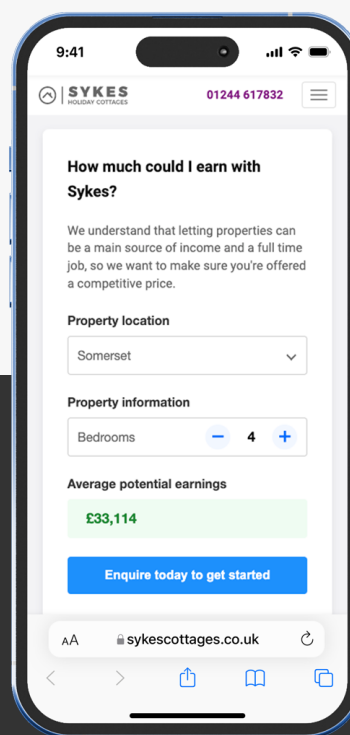 9:41
SYKES
HOLIDAY COTTAGES
01244 617832
How much could I earn with
Sykes?
We understand that letting properties can
be a main source of income and a full time
job, so we want to make sure you're offered
a competitive price.
Property location
Somerset
Property information
Bedrooms
4
Average potential earnings
£33,114
Enquire today to get started
AA sykescottages.co.uk